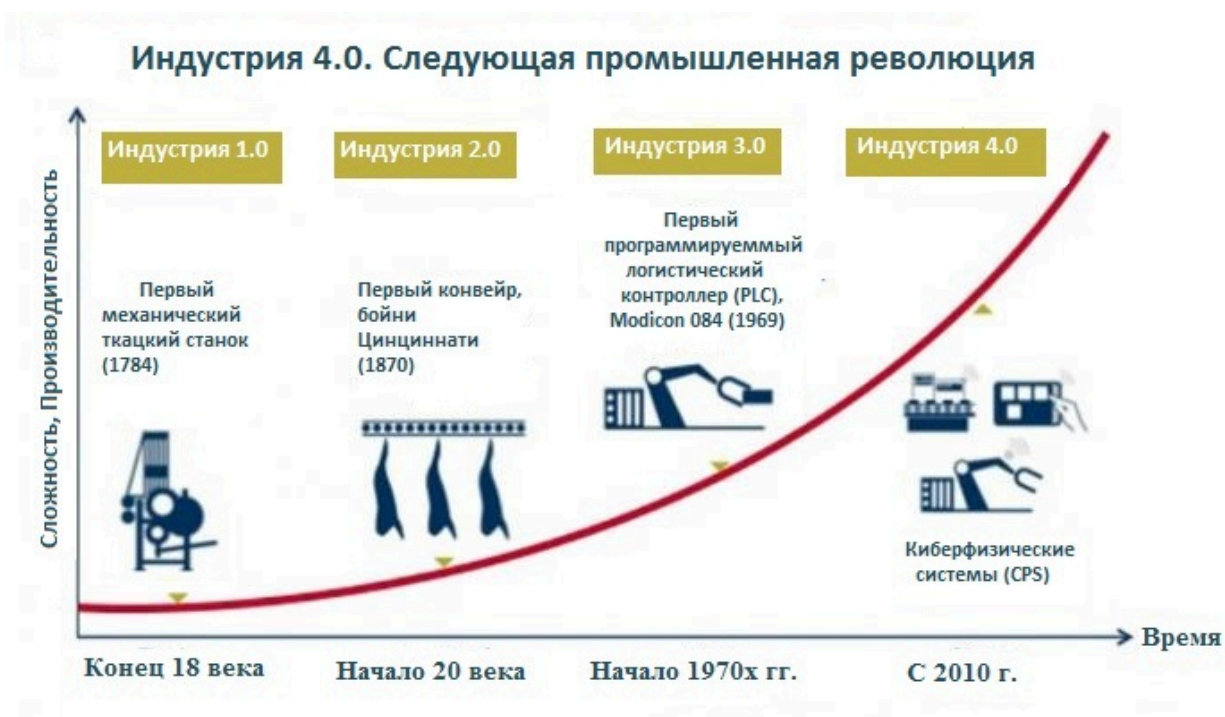 Индустрия 4.0. Следующая промышленная революция
Сложность, Производительность
Индустрия 1.0
Индустрия 2.0
Индустрия 3.0
Индустрия 4.0
Первый
механический
ткацкий станок
(1784)
Первый конвейр,
бойни
Цинциннати
(1870)
Первый
программируеммый
логистический
контроллер (PLC),
Modicon 084 (1969)
Киберфизические
системы (CPS)
Время
Конец 18 века
Начало 20 века
Начало 1970х гг.
С 2010 г.